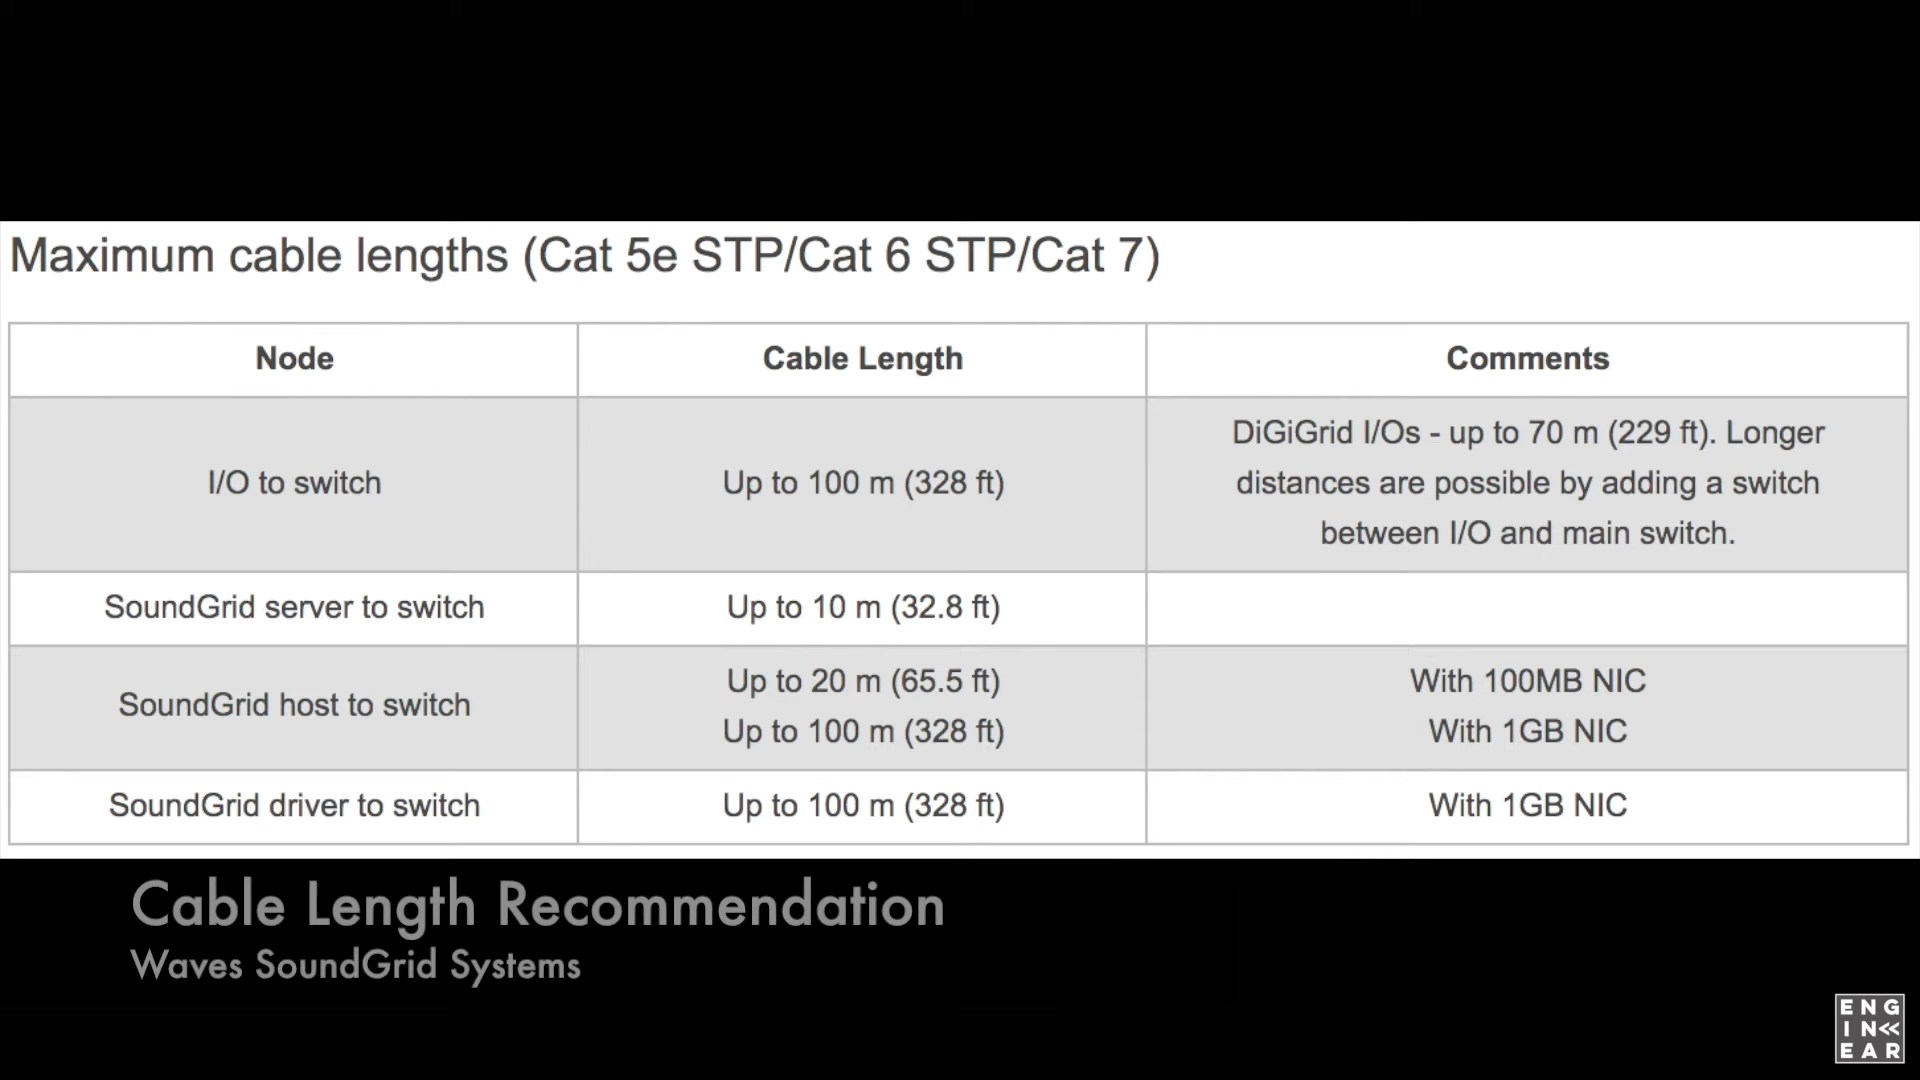 Maximum cable lengths (Cat 5e STP/Cat 6 STP/Cat 7)
Node
Cable Length
Comments
I/O to switch
Up to 100 m (328 ft)
DiGiGrid I/Os - up to 70 m (229 ft). Longer
distances are possible by adding a switch
between I/O and main switch.
SoundGrid server to switch
Up to 10 m (32.8 ft)
SoundGrid host to switch
Up to 20 m (65.5 ft)
Up to 100 m (328 ft)
With 100MB NIC
With 1GB NIC
SoundGrid driver to switch
Up to 100 m (328 ft)
With 1GB NIC
Cable Length Recommendation
Waves SoundGrid Systems
ENG
IN
EAR